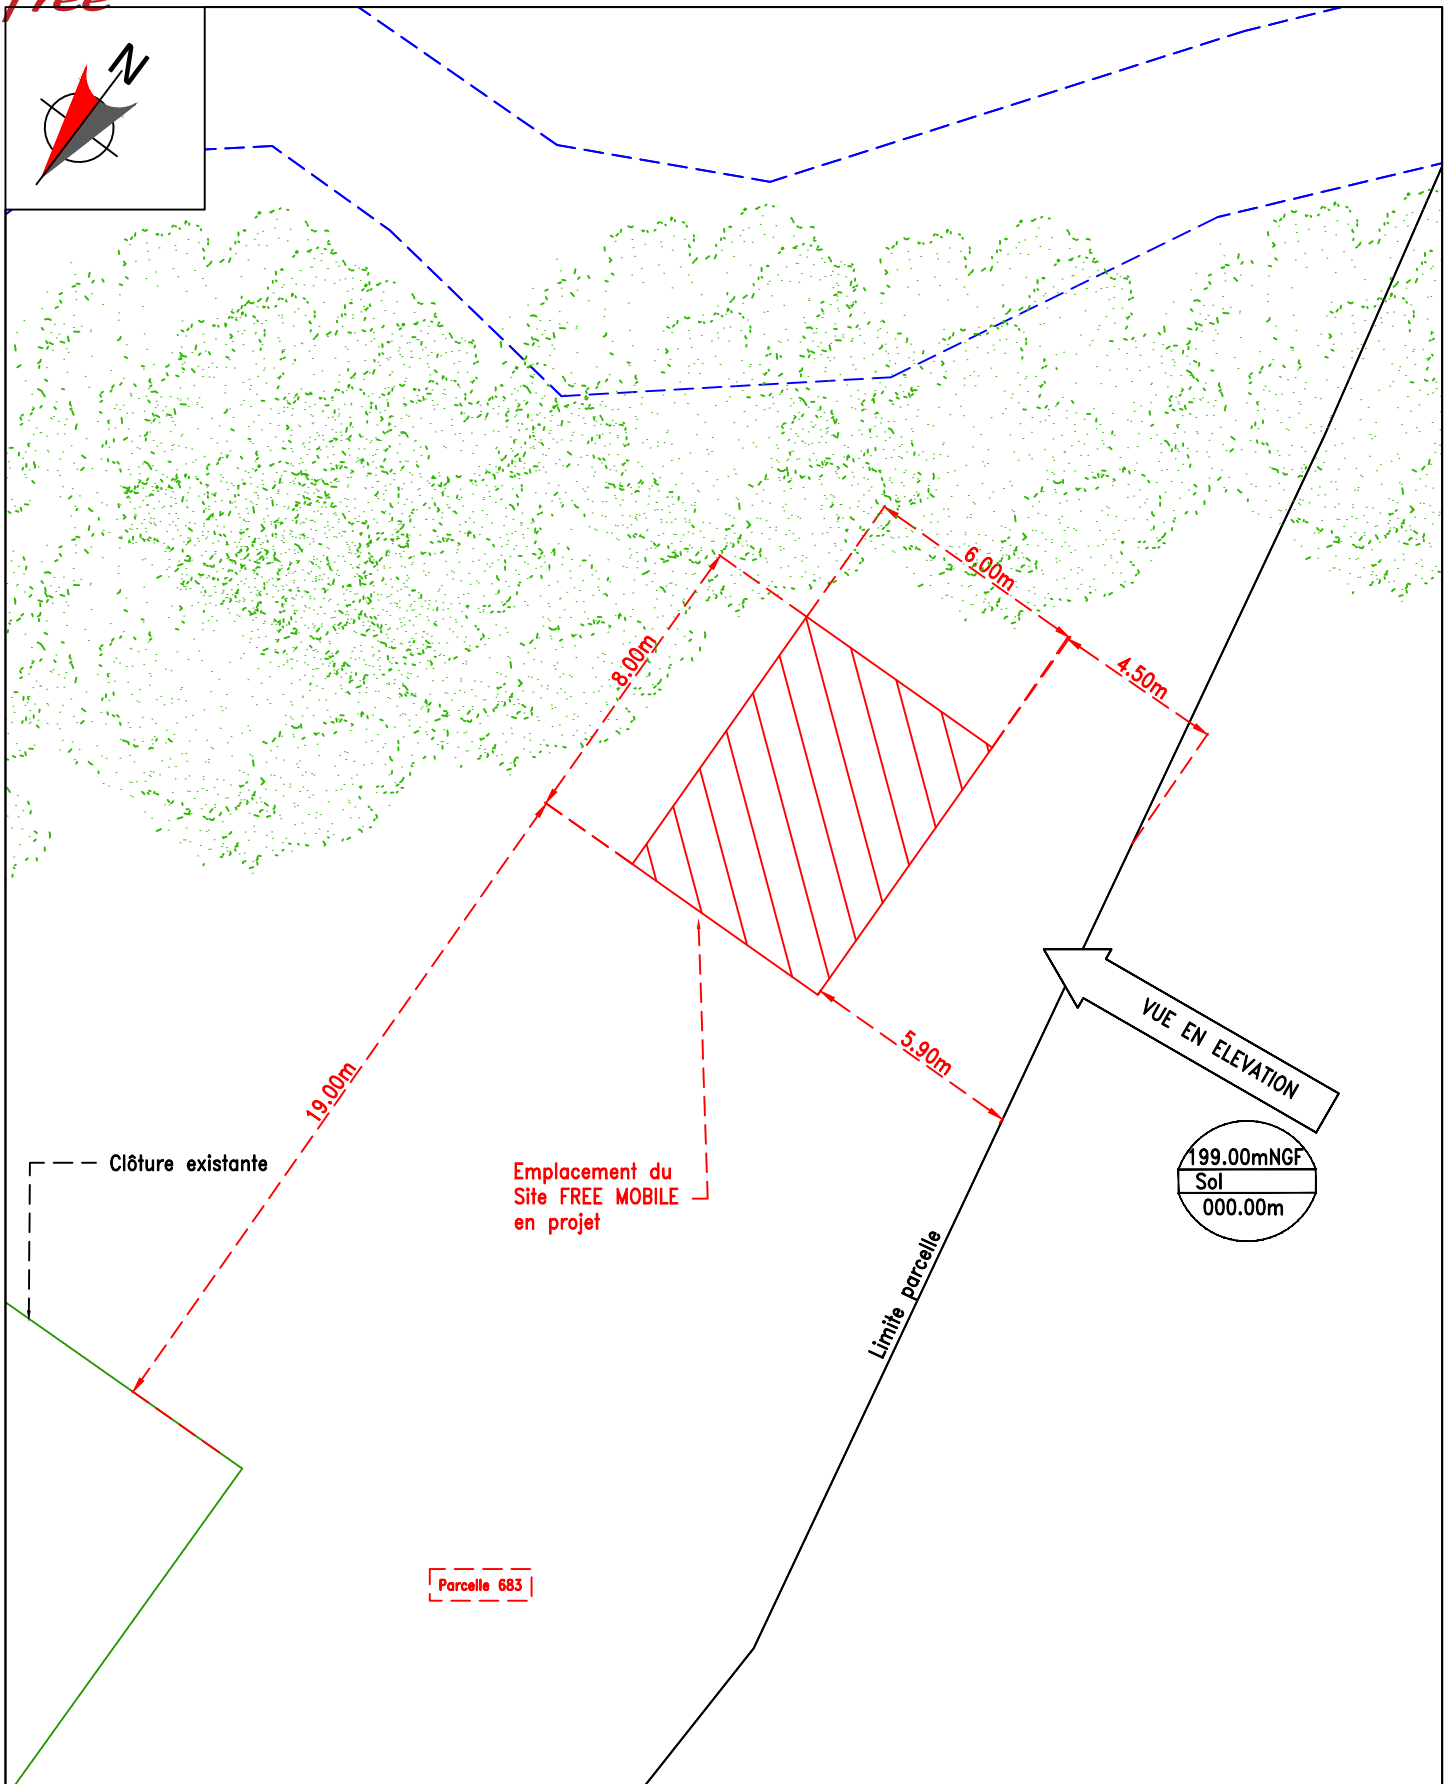 free
N
6.00m
4.50m
8.00m
VUE EN ELEVATION
5.90m
19.00m
Clôture existante
Emplacement du
Site FREE MOBILE
en projet
199.00mNGF
Sol
000.00m
Limite parcelle
Parcelle 683